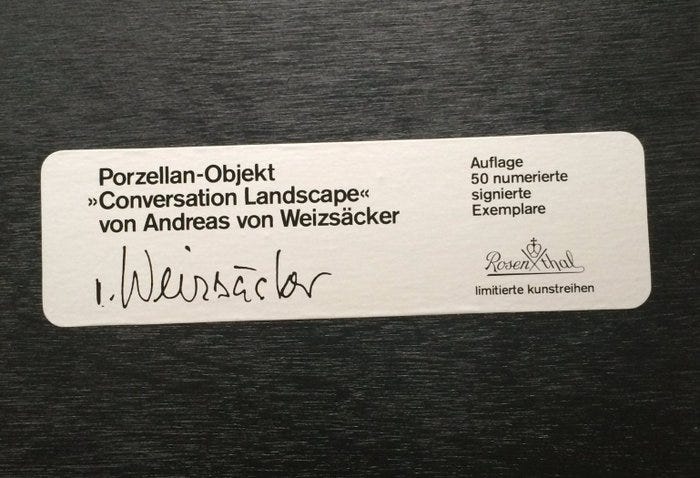 Porzellan-Objekt
»Conversation Landscape«
von Andreas von Weizsäcker
v. Weizsäcker
Auflage
50 numerierte
signierte
Exemplare
Rosenthal
limitierte kunstreihen